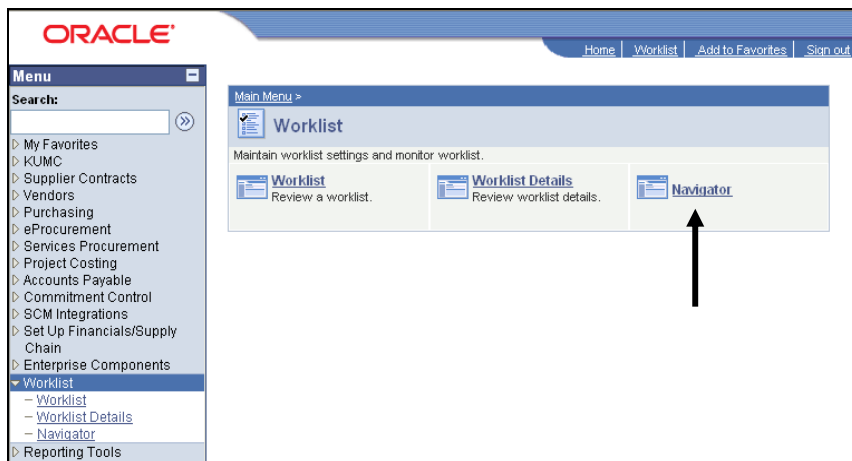 ORACLE'
Home | Worklist | Add to Favorites | Sign out
Menu
Search:
My Favorites
KUMC
Supplier Contracts
Vendors
Purchasing
eProcurement
Services Procurement
Project Costing
Accounts Payable
Commitment Control
SCM Integrations
Set Up Financials/Supply
Chain
Enterprise Components
Worklist
– Worklist
– Worklist Details
– Navigator
Reporting Tools
Main Menu >
Worklist
Maintain worklist settings and monitor worklist.
Worklist
Review a worklist.
Worklist Details
Review worklist details.
Navigator